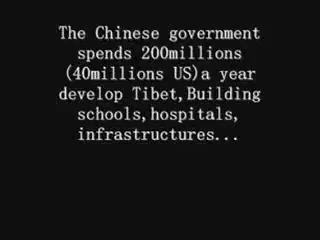 The Chinese government
spends 200millions
(40millions US)a year
develop Tibet,Building
schools,hospitals,
infrastructures...